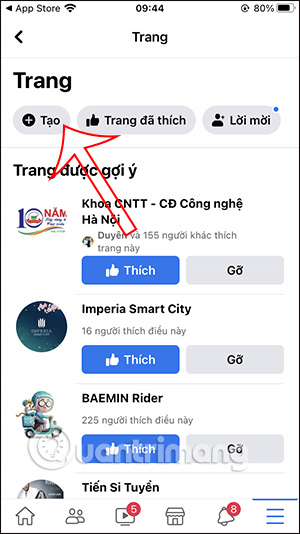 App Store
09:44
80%
Trang
Trang
Tạo
Trang đã thích
Lời mời
Trang được gợi ý
10 NĂM
Khoa CNTT - CĐ Công nghệ
Hà Nội
Duyên và 155 người khác thích
trang này
Thích
Gỡ
IMPERIA
Imperia Smart City
16 người thích điều này
Thích
Gỡ
BAEMIN Rider
225 người thích điều này
Thích
Gỡ
Quantrimang
Tiến Sĩ Tuyển
5
8